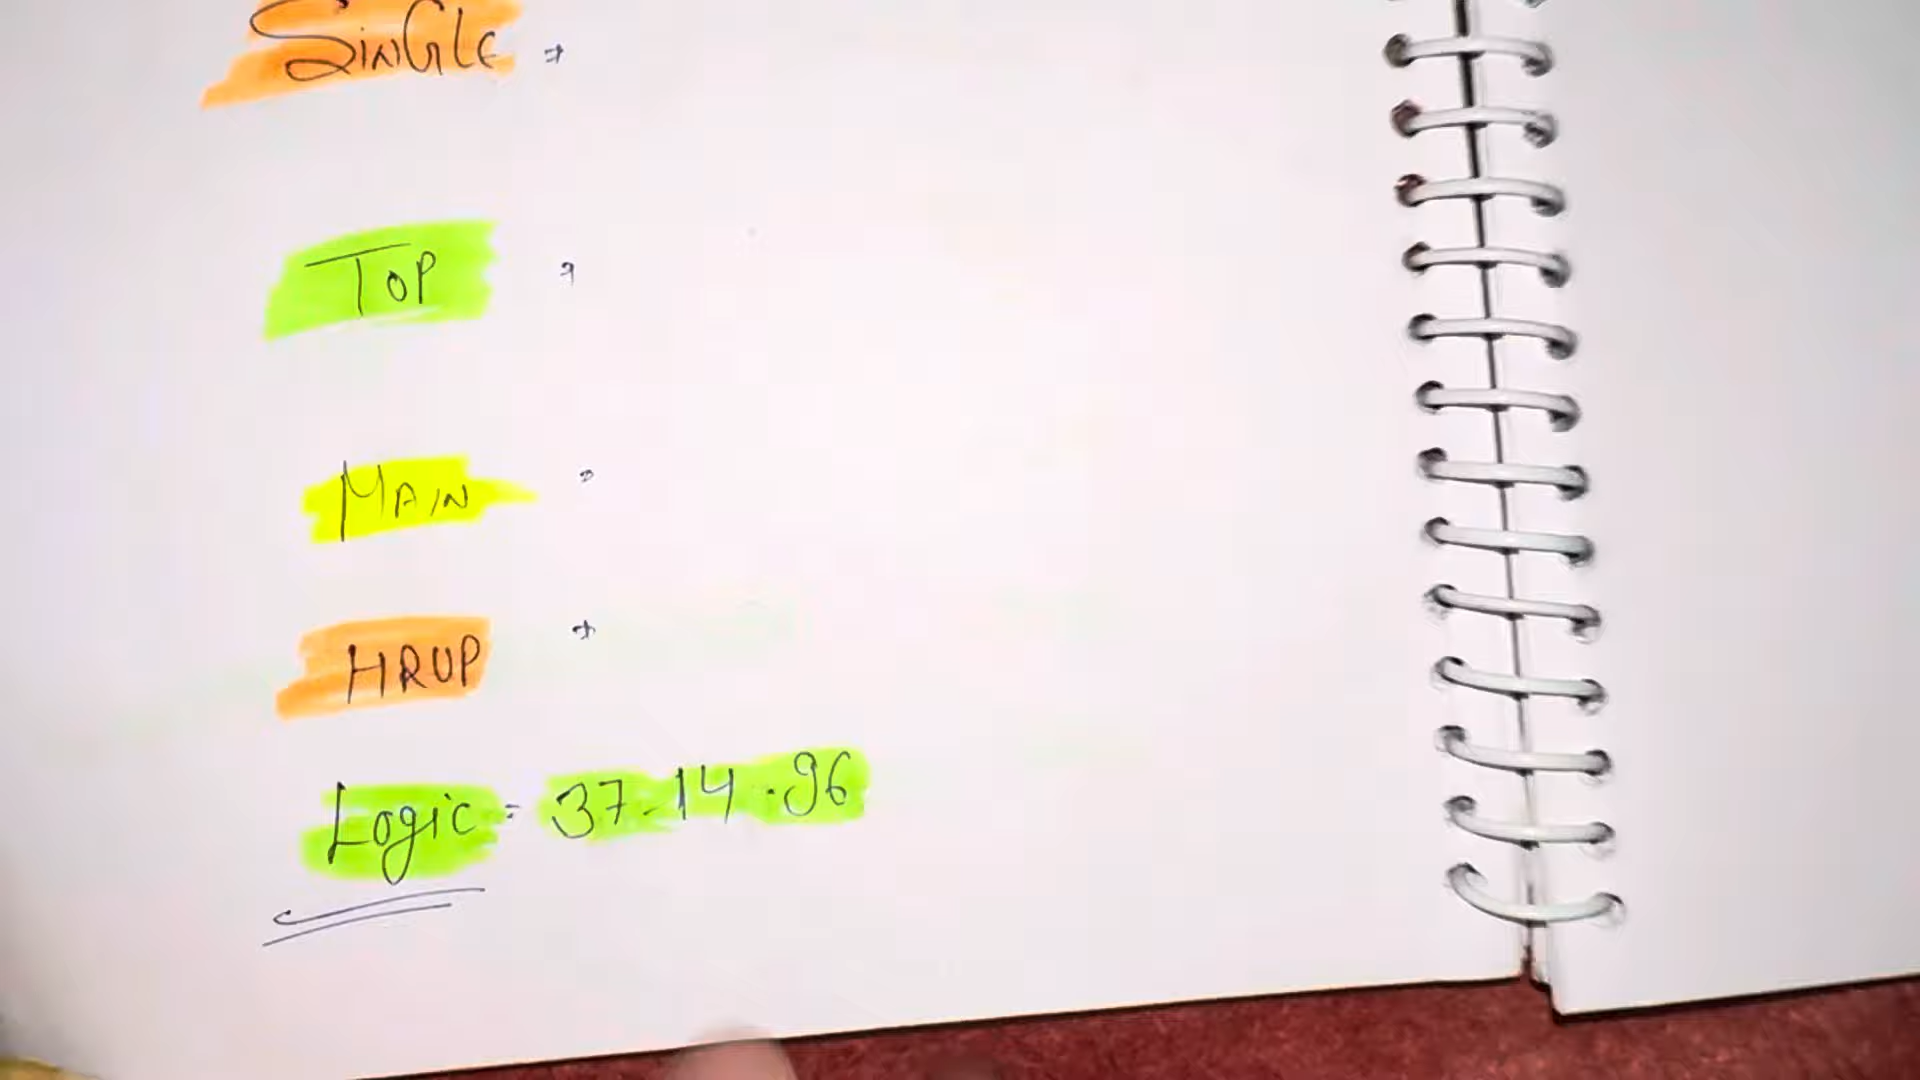 SinGle =
TOP =
MAIN =
HRUP =
Logic = 37.14.96